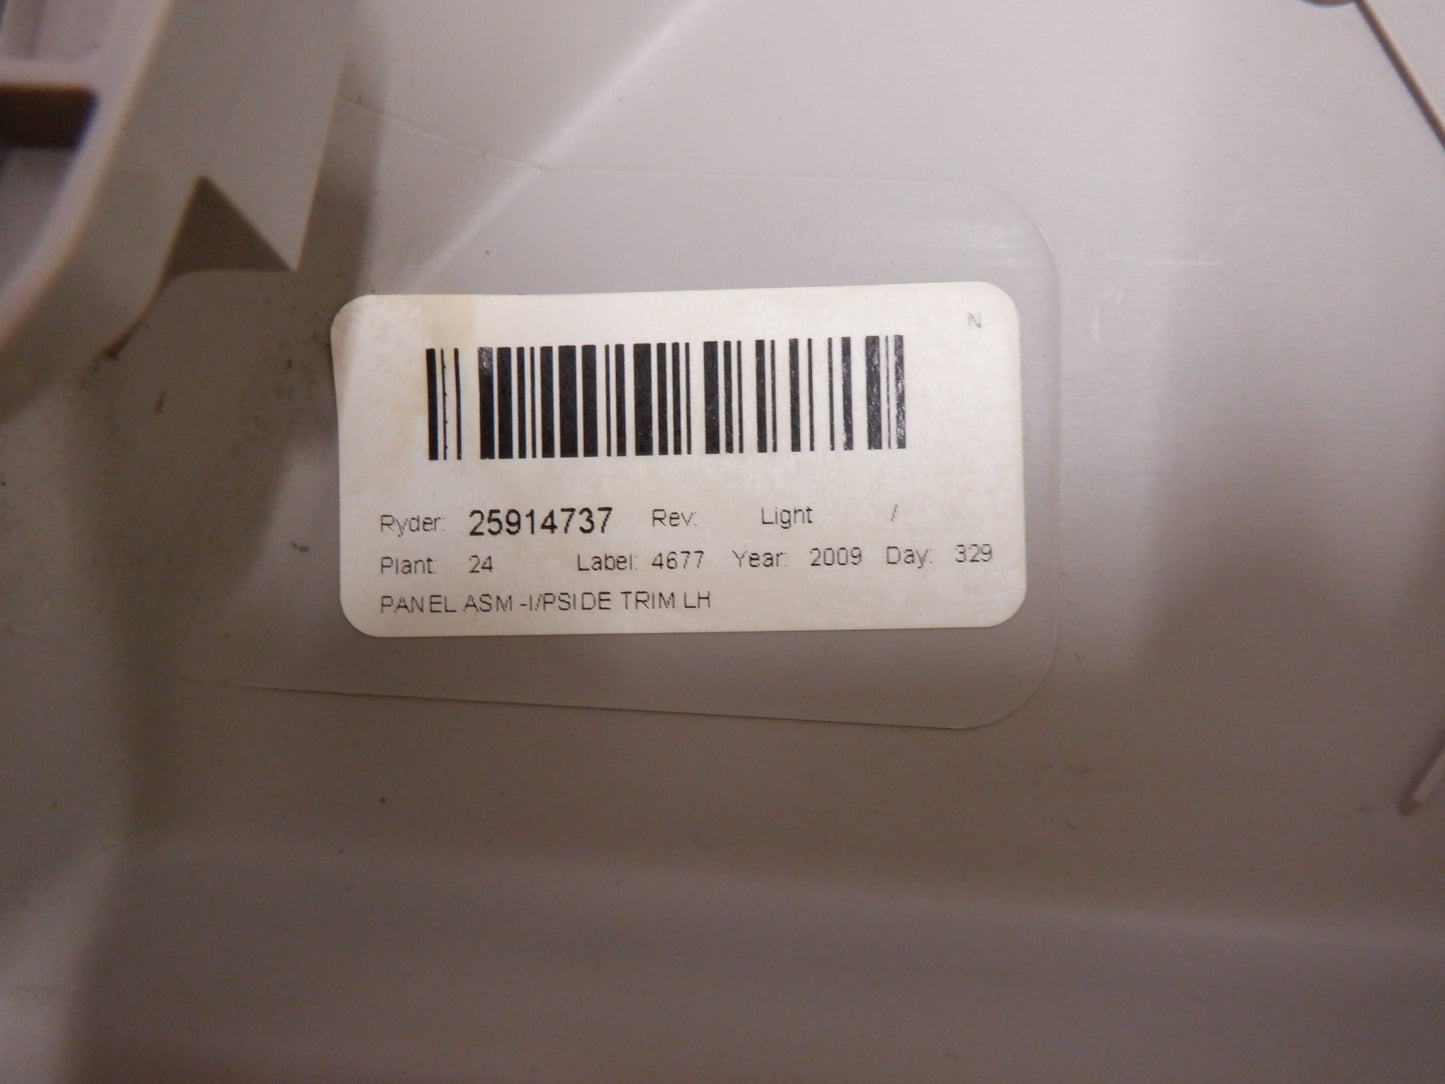 N
Ryder: 25914737 Rev: Light /
Plant: 24 Label: 4677 Year: 2009 Day: 329
PANEL ASM -I/PSIDE TRIM LH